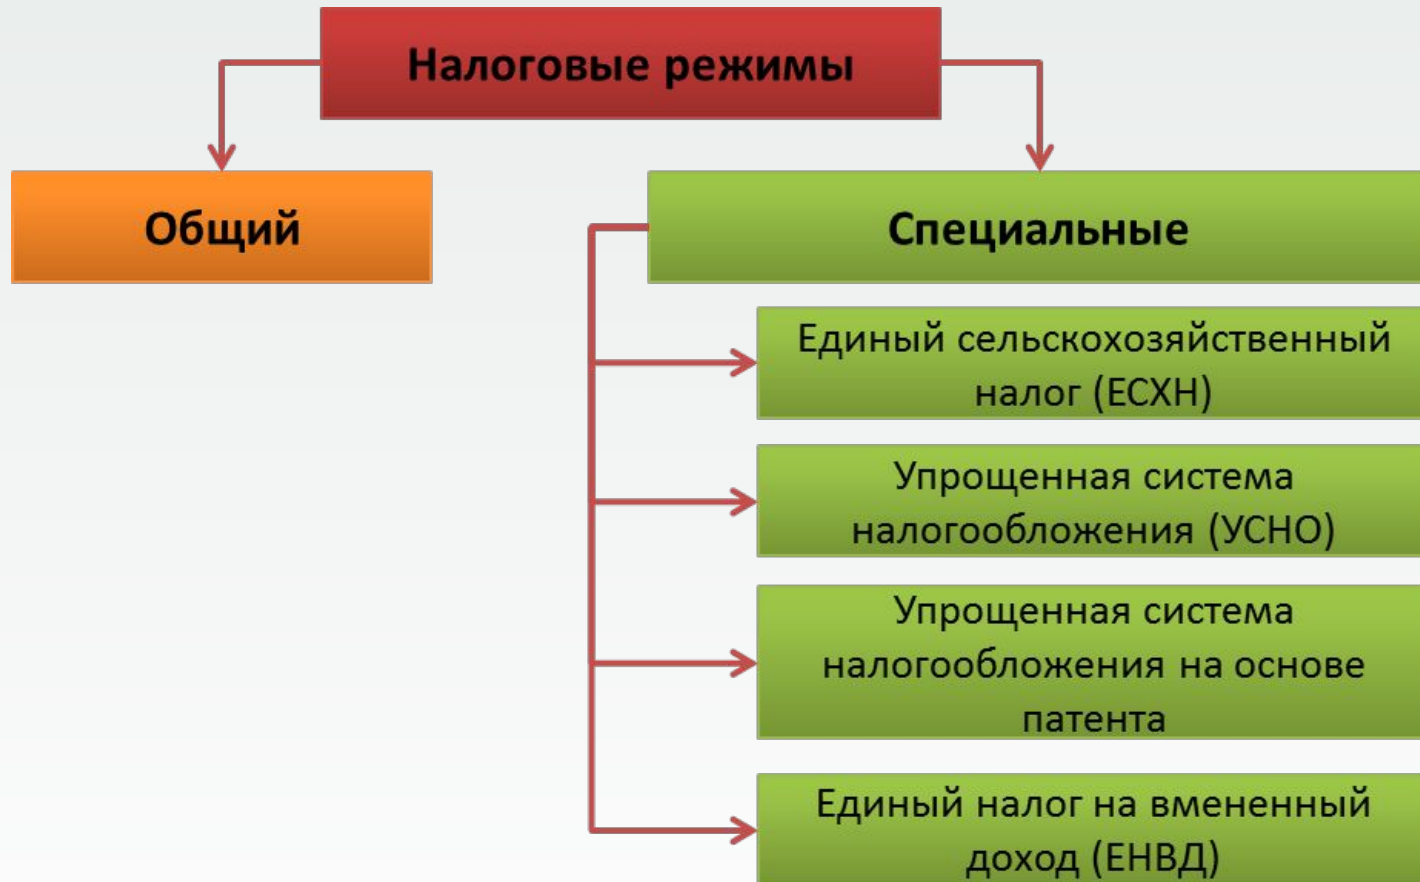 Налоговые режимы
Общий
Специальные
Единый сельскохозяйственный
налог (ЕСХН)
Упрощенная система
налогообложения (УСНО)
Упрощенная система
налогообложения на основе
патента
Единый налог на вмененный
доход (ЕНВД)